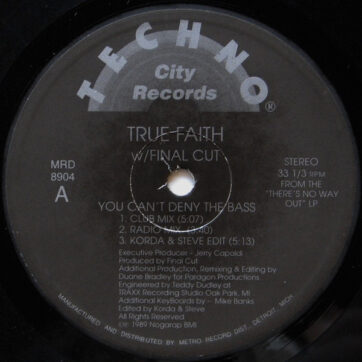 TECHNO
®
City
Records
TRUE FAITH
w/FINAL CUT
MRD
8904
A
STEREO
33 1/3 RPM
FROM THE
"THERE'S NO WAY
OUT" LP
YOU CAN'T DENY THE BASS
1. CLUB MIX (5:07)
2. RADIO MIX (3:40)
3. KORDA & STEVE EDIT (5:13)
Executive Producer - Jerry Capaldi
Produced by Final Cut
Additional Production, Remixing & Editing by
Duane Bradley for Paragon Productions.
Engineered by Teddy Dudley at
TRAXX Recording Studio Oak Park, MI
Additional KeyBoards by - Mike Banks
Edited by Korda & Steve
All Rights Reserved
1989 Nogarap BMI
MANUFACTURED AND DISTRIBUTED BY METRO RECORD DIST. DETROIT, MICH